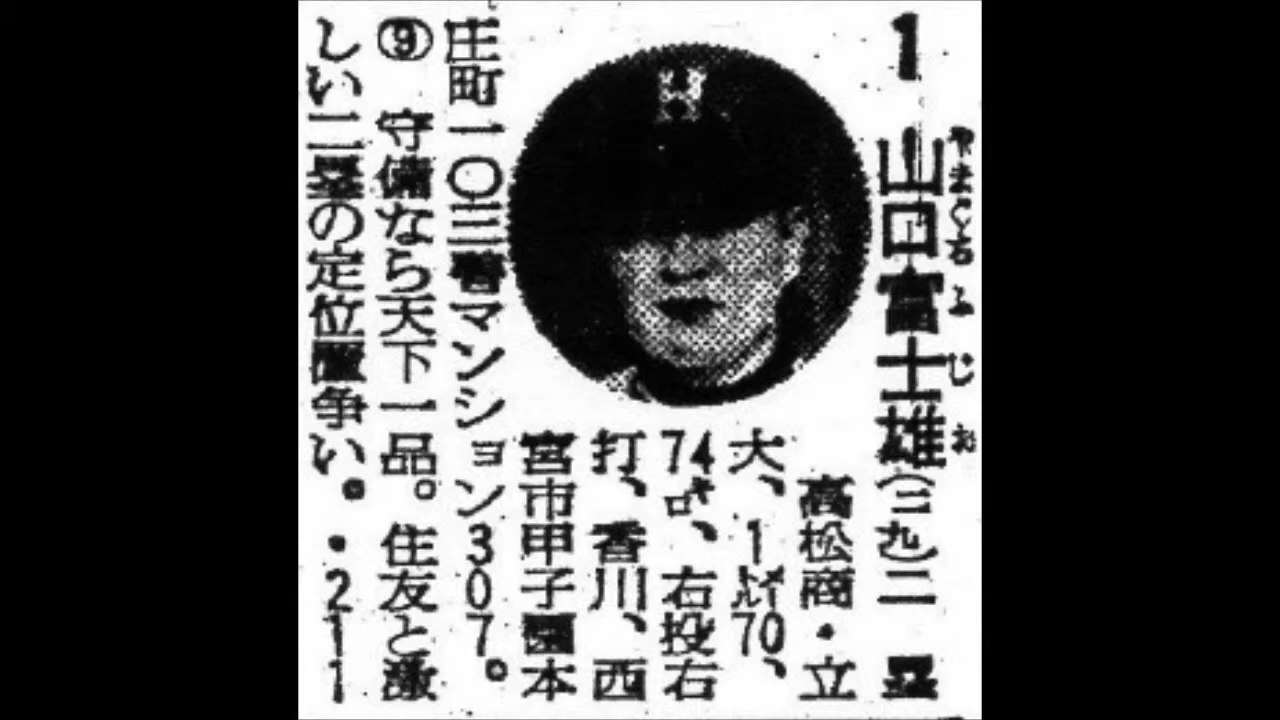 1 山口富士雄(二九)二塁
やまぐち ふじお
高松商・立
大、1メートル70、
74キロ、右投右
打、香川、西
宮市甲子園本
庄町一〇三番マンション307。
⑨ 守備なら天下一品。住友と激
しい二塁の定位置争い。・211
H